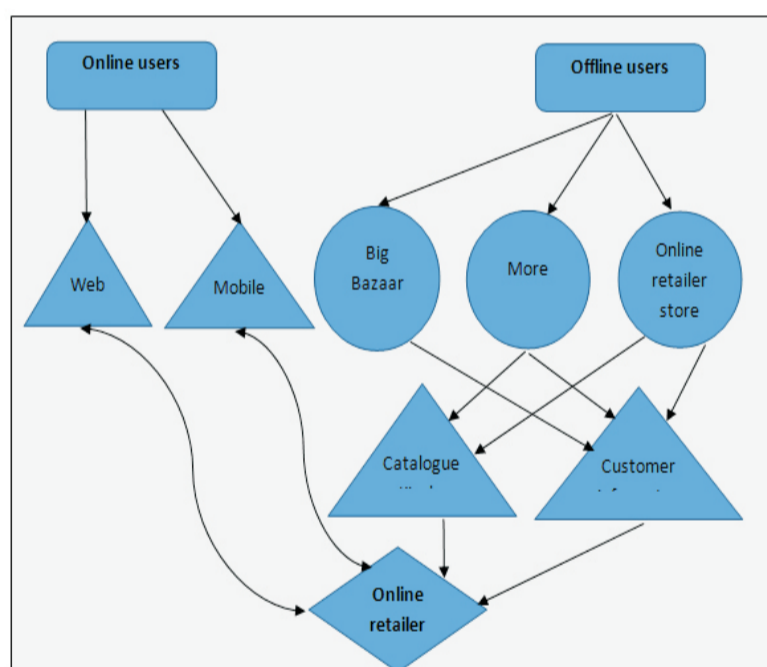 Online users
Offline users
Big
Bazaar
More
Online
retailer
store
Web
Mobile
Catalogue
Customer
Online
retailer